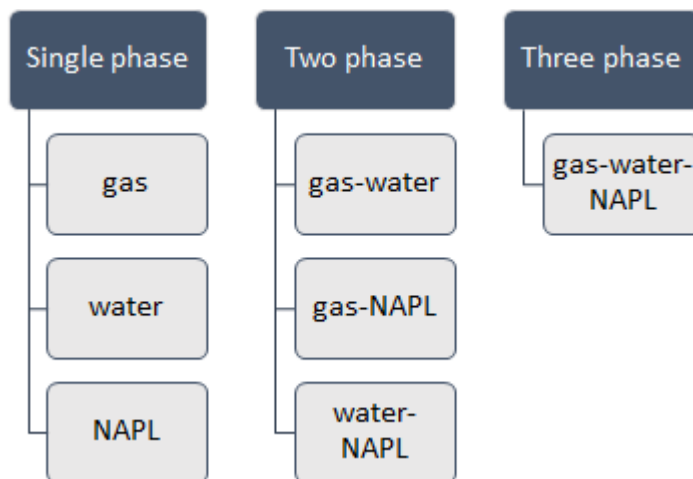 Single phase
gas
water
NAPL
Two phase
gas-water
gas-NAPL
water-
NAPL
Three phase
gas-water-
NAPL